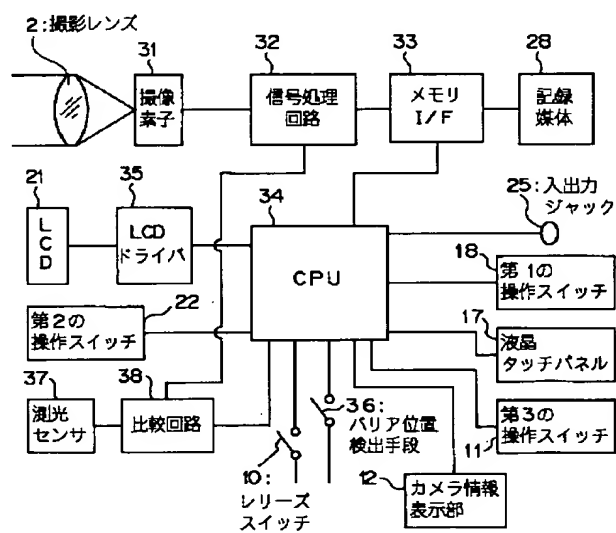 2:撮影レンズ
31
撮像
素子
32
信号処理
回路
33
メモリ
I/F
28
記録
媒体
21
LCD
35
LCD
ドライバ
34
CPU
25:入出力
ジャック
18
第1の
操作スイッチ
22
第2の
操作スイッチ
17
液晶
タッチパネル
37
測光
センサ
38
比較回路
36:
バリア位置
検出手段
11
第3の
操作スイッチ
10:
レリーズ
スイッチ
12
カメラ情報
表示部